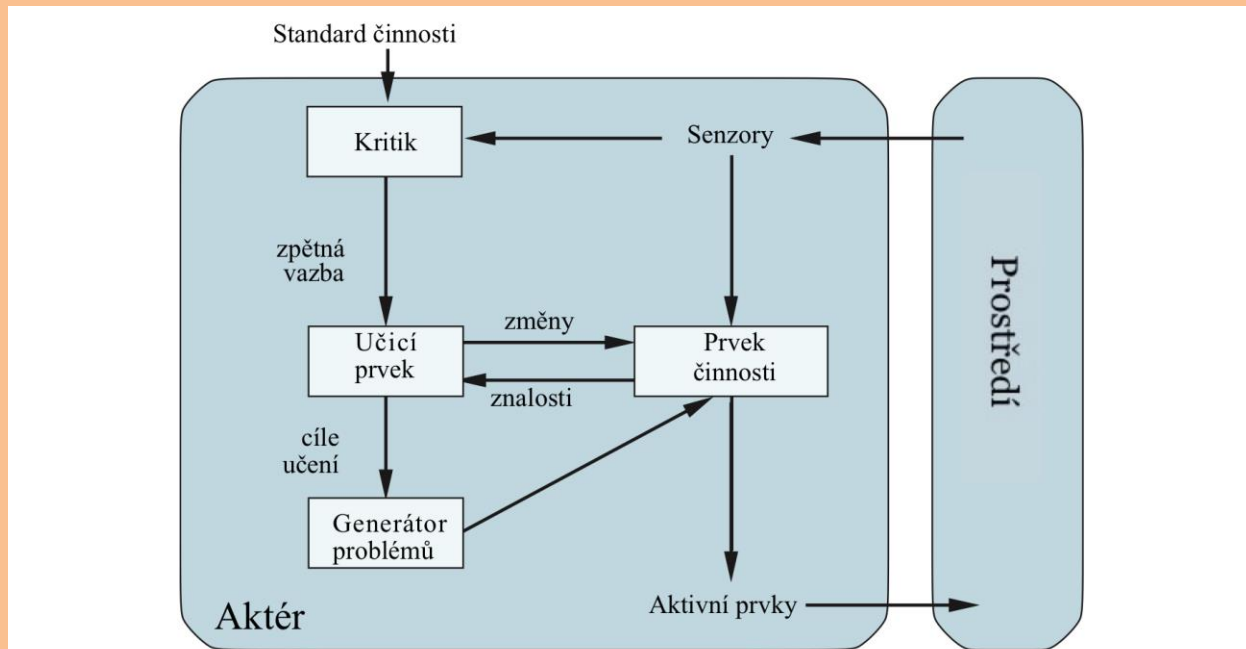 Standard činnosti
Kritik
Senzory
zpětná
vazba
Prostředí
Učicí
prvek
změny
Prvek
činnosti
znalosti
cíle
učení
Generátor
problémů
Aktivní prvky
Aktér